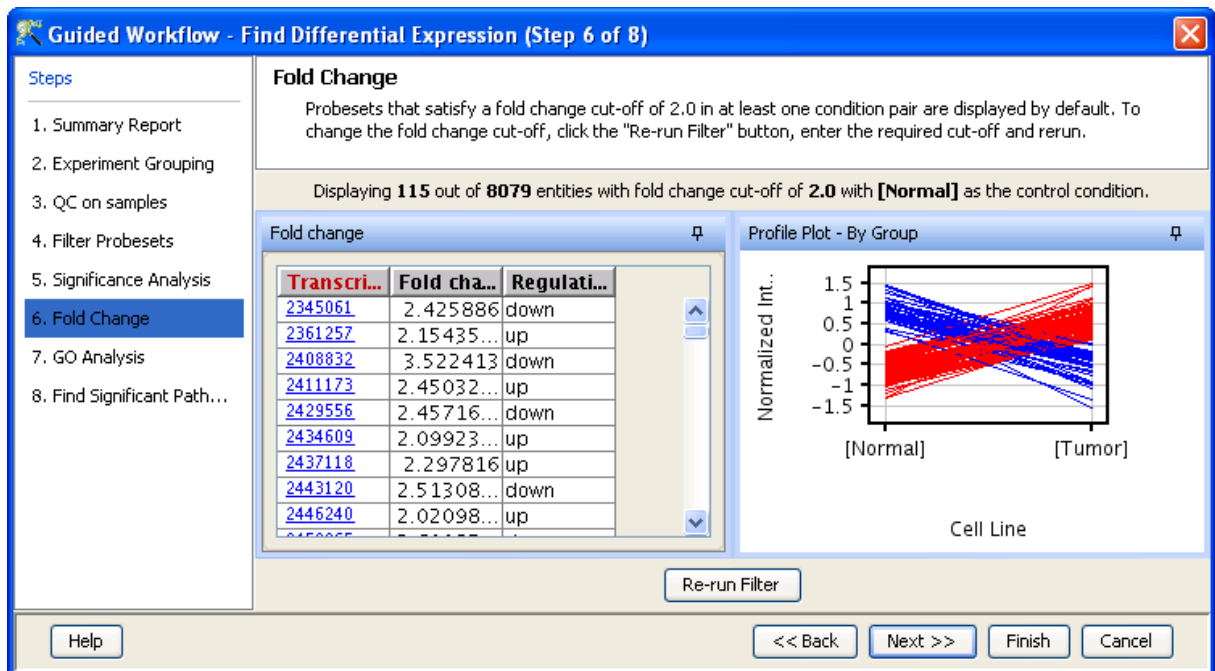 Guided Workflow - Find Differential Expression (Step 6 of 8)
Steps
1. Summary Report
2. Experiment Grouping
3. QC on samples
4. Filter Probesets
5. Significance Analysis
6. Fold Change
7. GO Analysis
8. Find Significant Path...
Fold Change
Probesets that satisfy a fold change cut-off of 2.0 in at least one condition pair are displayed by default. To
change the fold change cut-off, click the "Re-run Filter" button, enter the required cut-off and rerun.
Displaying 115 out of 8079 entities with fold change cut-off of 2.0 with [Normal] as the control condition.
Fold change
Transcri... Fold cha... Regulati...
2345061 2.425886 down
2361257 2.15435... up
2408832 3.522413 down
2411173 2.45032... up
2429556 2.45716... down
2434609 2.09923... up
2437118 2.297816 up
2443120 2.51308... down
2446240 2.02098... up
Profile Plot - By Group
Normalized Int..
1.5
1
0.5
0
-0.5
-1
-1.5
[Normal] [Tumor]
Cell Line
Re-run Filter
Help << Back Next >> Finish Cancel